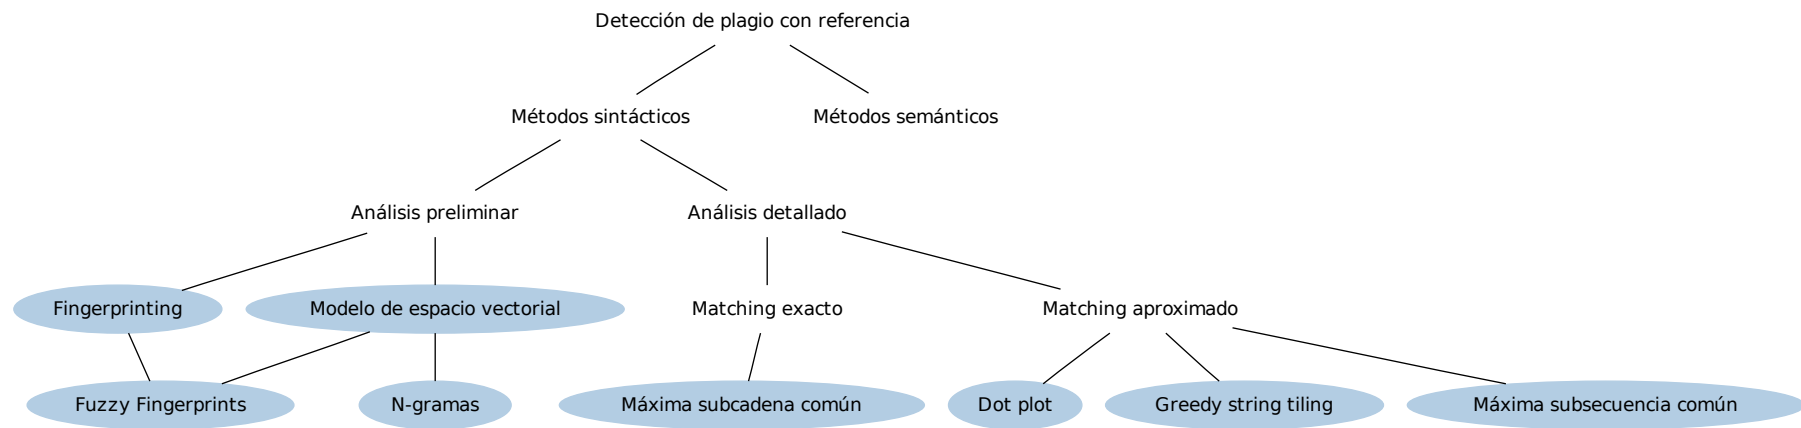 Detección de plagio con referencia
Métodos sintácticos
Métodos semánticos
Análisis preliminar
Análisis detallado
Fingerprinting
Modelo de espacio vectorial
Matching exacto
Matching aproximado
Fuzzy Fingerprints
N-gramas
Máxima subcadena común
Dot plot
Greedy string tiling
Máxima subsecuencia común